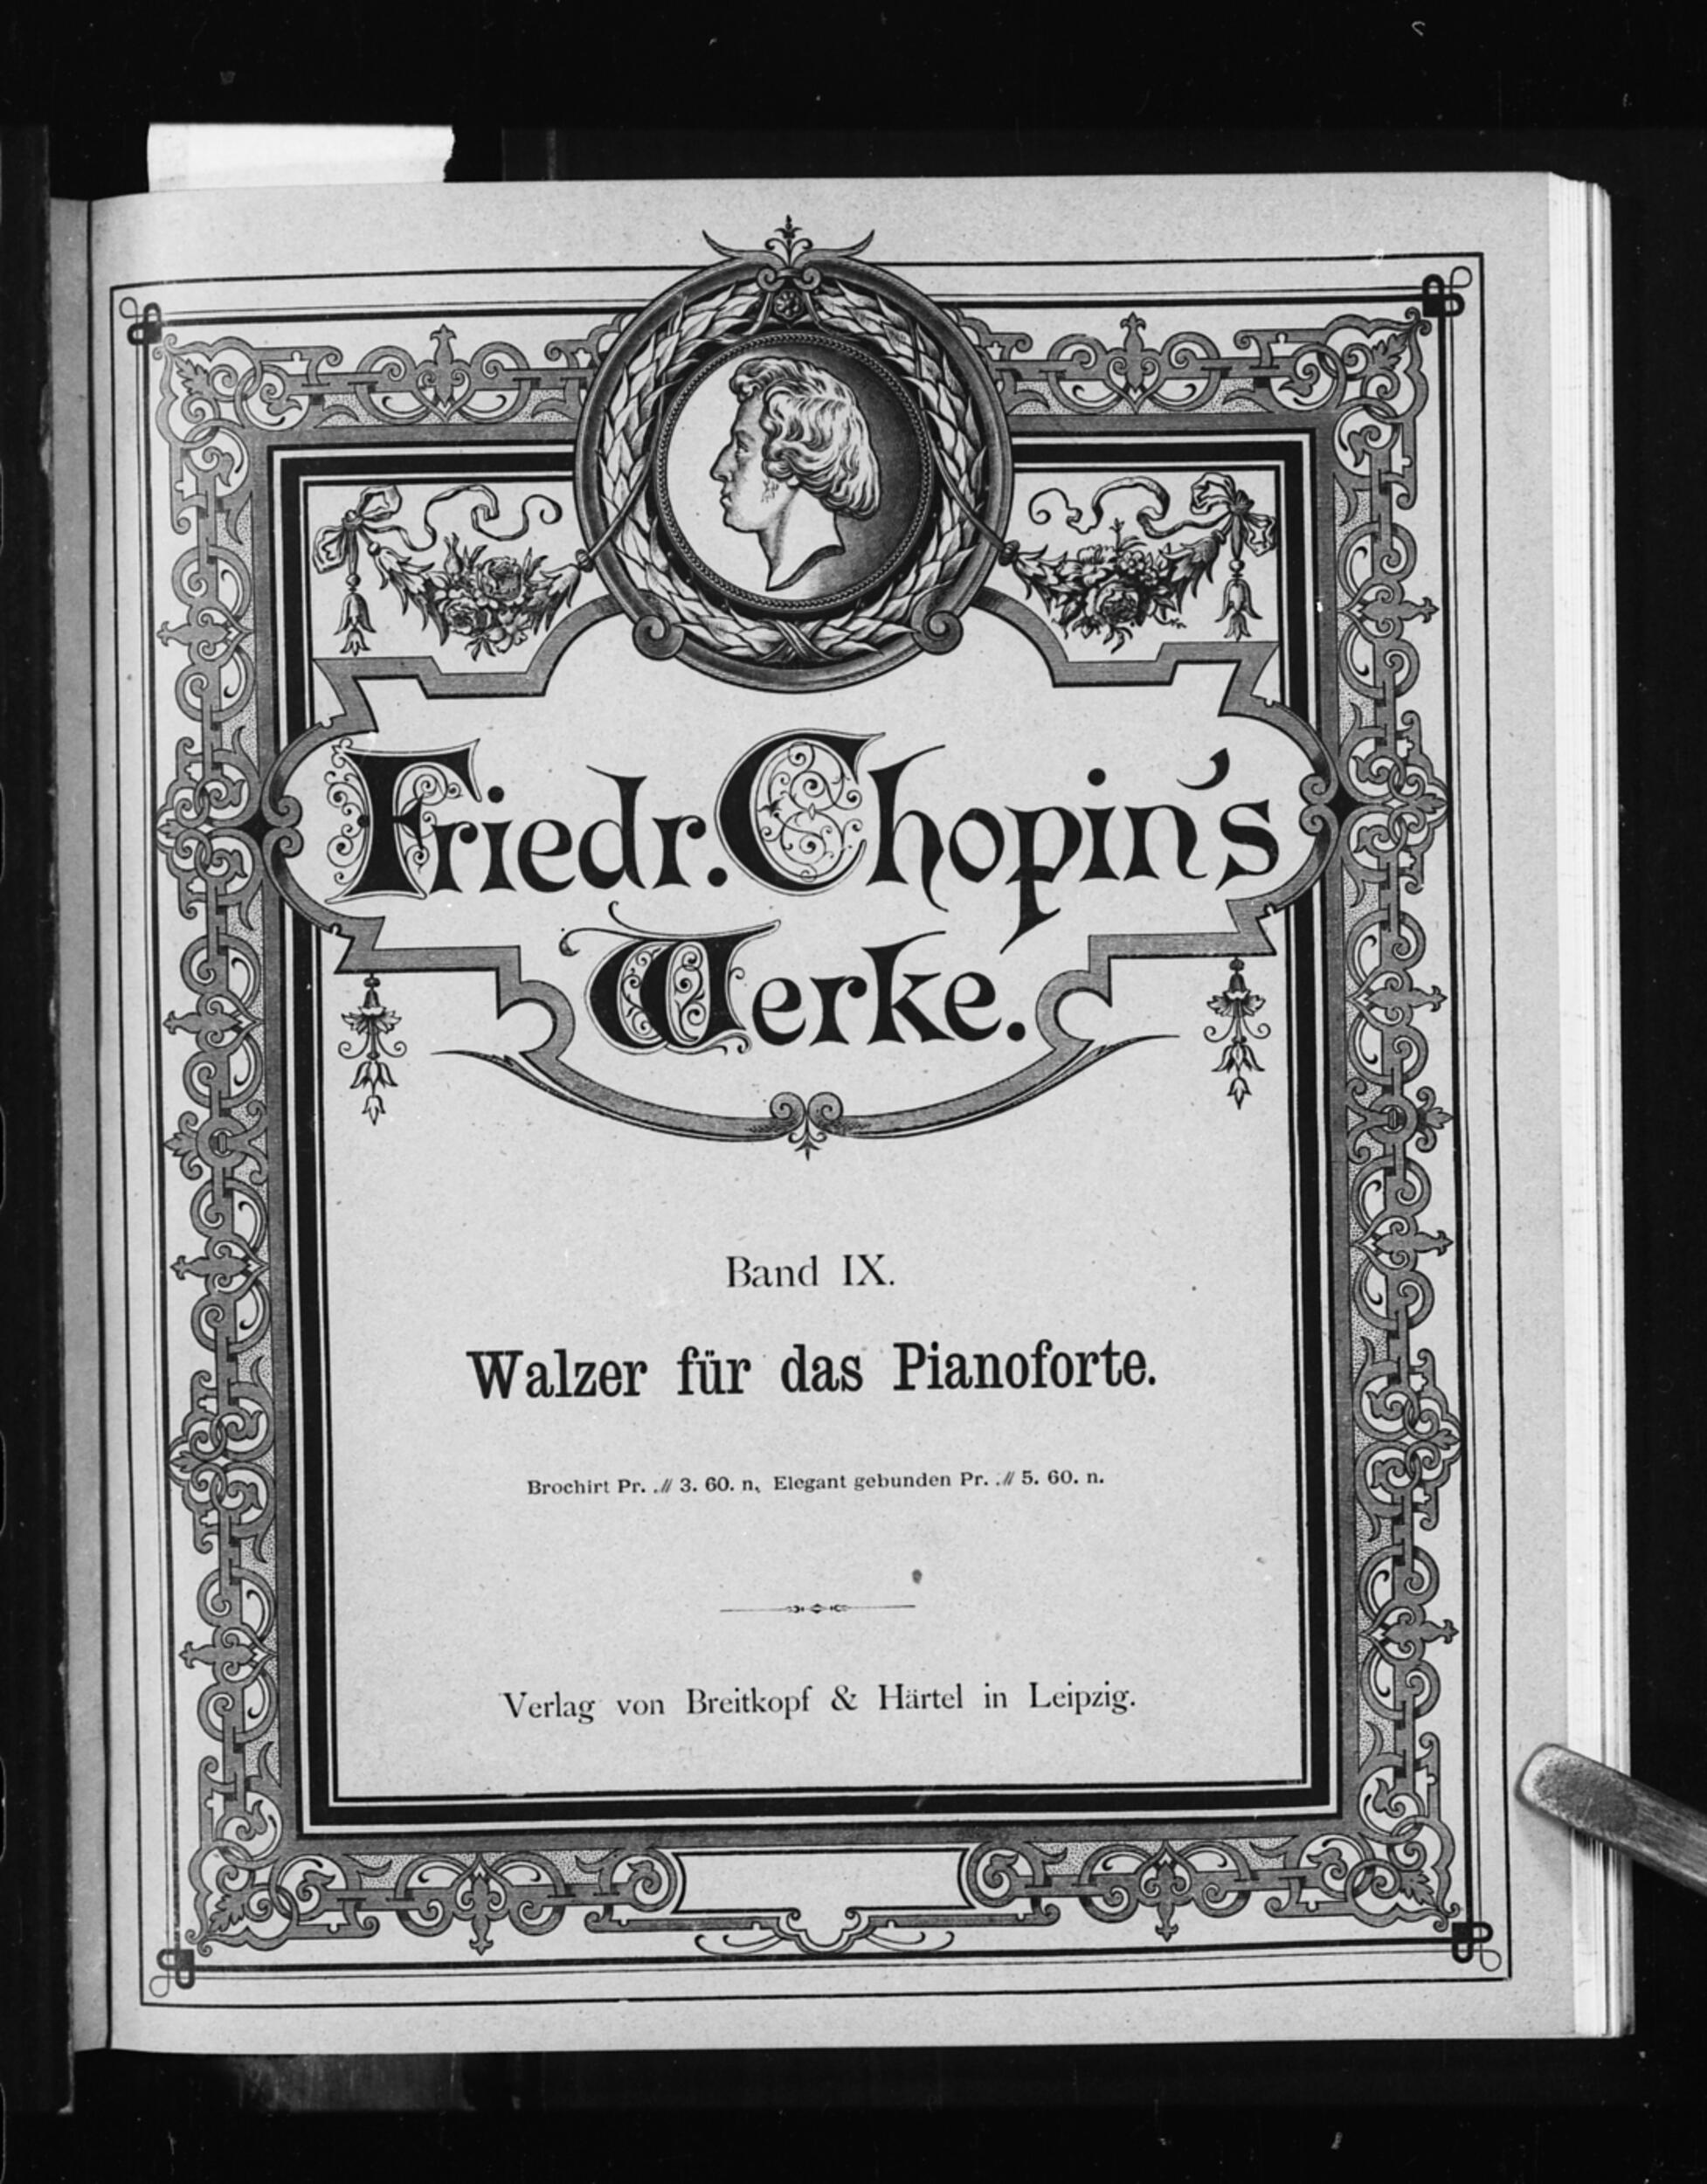 Friedr. Chopin's
Werke.
Band IX.
Walzer für das Pianoforte.
Brochirt Pr. ℳ 3. 60. n. Elegant gebunden Pr. ℳ 5. 60. n.
Verlag von Breitkopf & Härtel in Leipzig.